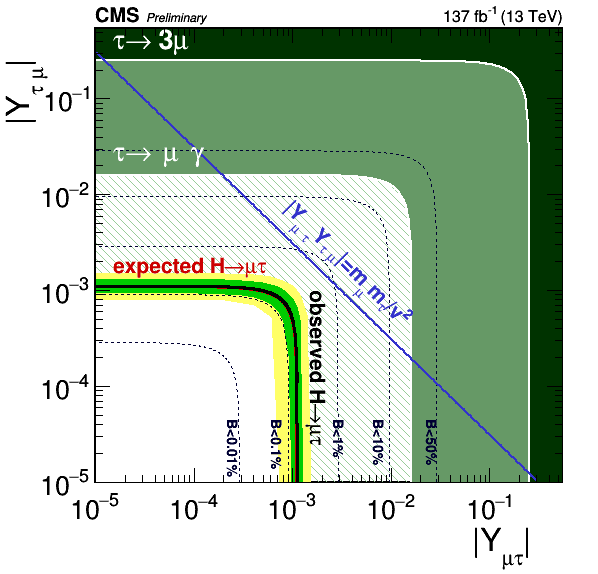 CMS Preliminary 137 fb⁻¹ (13 TeV)
|Y_τμ|
τ→ 3μ
τ→ μ γ
10⁻¹
10⁻²
10⁻³
10⁻⁴
10⁻⁵
|Y_μτ Y_τμ|=m_μ m_τ/v²
expected H→μτ
observed H→μτ
B<0.01%
B<0.1%
B<1%
B<10%
B<50%
10⁻⁵ 10⁻⁴ 10⁻³ 10⁻² 10⁻¹
|Y_μτ|